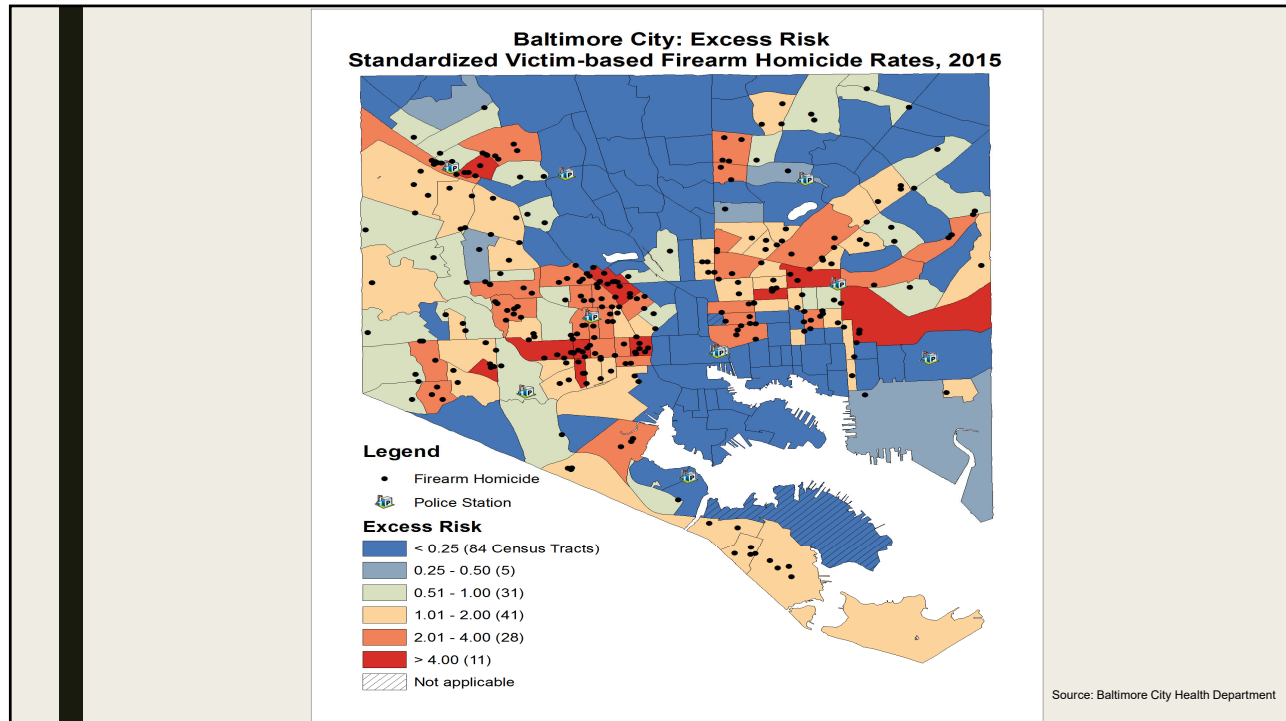 Baltimore City: Excess Risk
Standardized Victim-based Firearm Homicide Rates, 2015
Legend
Firearm Homicide
Police Station
Excess Risk
< 0.25 (84 Census Tracts)
0.25 - 0.50 (5)
0.51 - 1.00 (31)
1.01 - 2.00 (41)
2.01 - 4.00 (28)
> 4.00 (11)
Not applicable
Source: Baltimore City Health Department